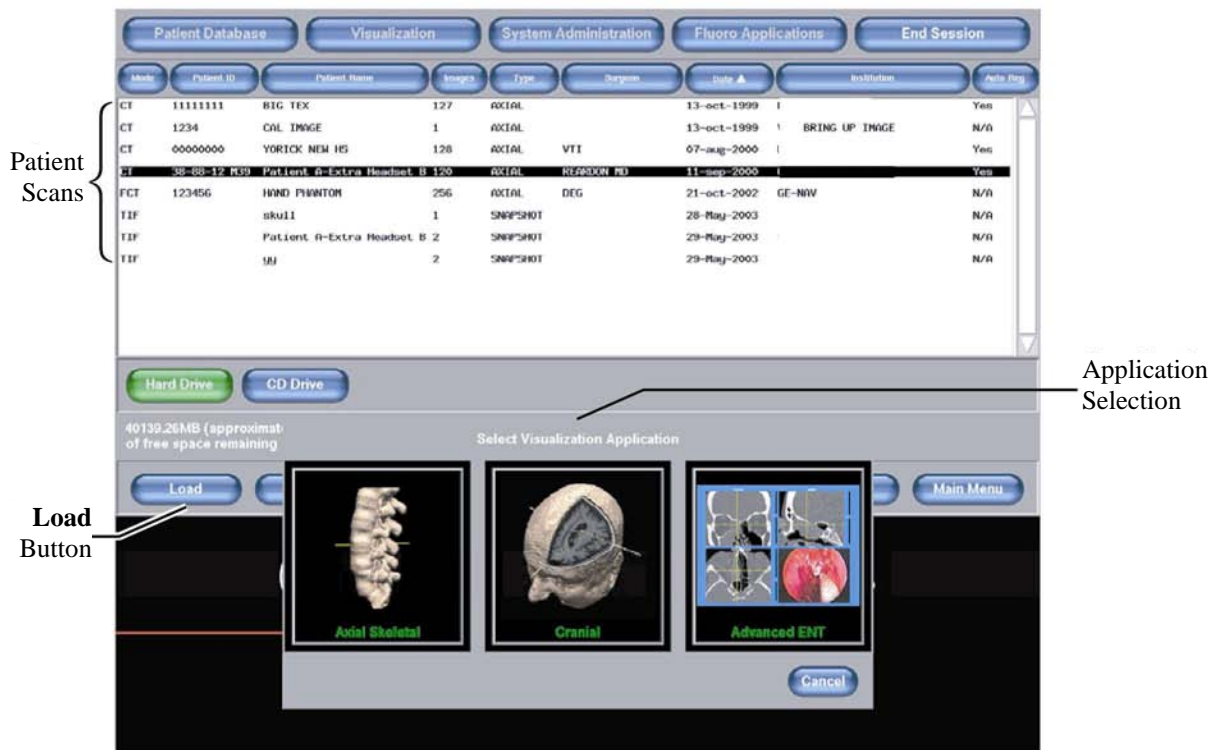 Patient Database Visualization System Administration Fluoro Applications End Session
Mode Patient ID Patient Name Images Type Surgeon Date ▲ Institution Auto Reg
CT 11111111 BIG TEX 127 AXIAL 13-oct-1999 Yes
CT 1234 CAL IMAGE 1 AXIAL 13-oct-1999 BRING UP IMAGE N/A
CT 00000000 YORICK NEW HS 128 AXIAL VTI 07-aug-2000 Yes
CT 38-88-12 M39 Patient A-Extra Headset B 120 AXIAL REARDON MD 11-sep-2000 Yes
FCT 123456 HAND PHANTOM 256 AXIAL DEG 21-oct-2002 GE-NAV N/A
TIF skull 1 SNAPSHOT 28-May-2003 N/A
TIF Patient A-Extra Headset B 2 SNAPSHOT 29-May-2003 N/A
TIF yy 2 SNAPSHOT 29-May-2003 N/A
Patient
Scans
Hard Drive CD Drive
Application
Selection
40139.26MB (approximat
of free space remaining
Select Visualization Application
Load Main Menu
Load
Button
Axial Skeletal Cranial Advanced ENT
Cancel